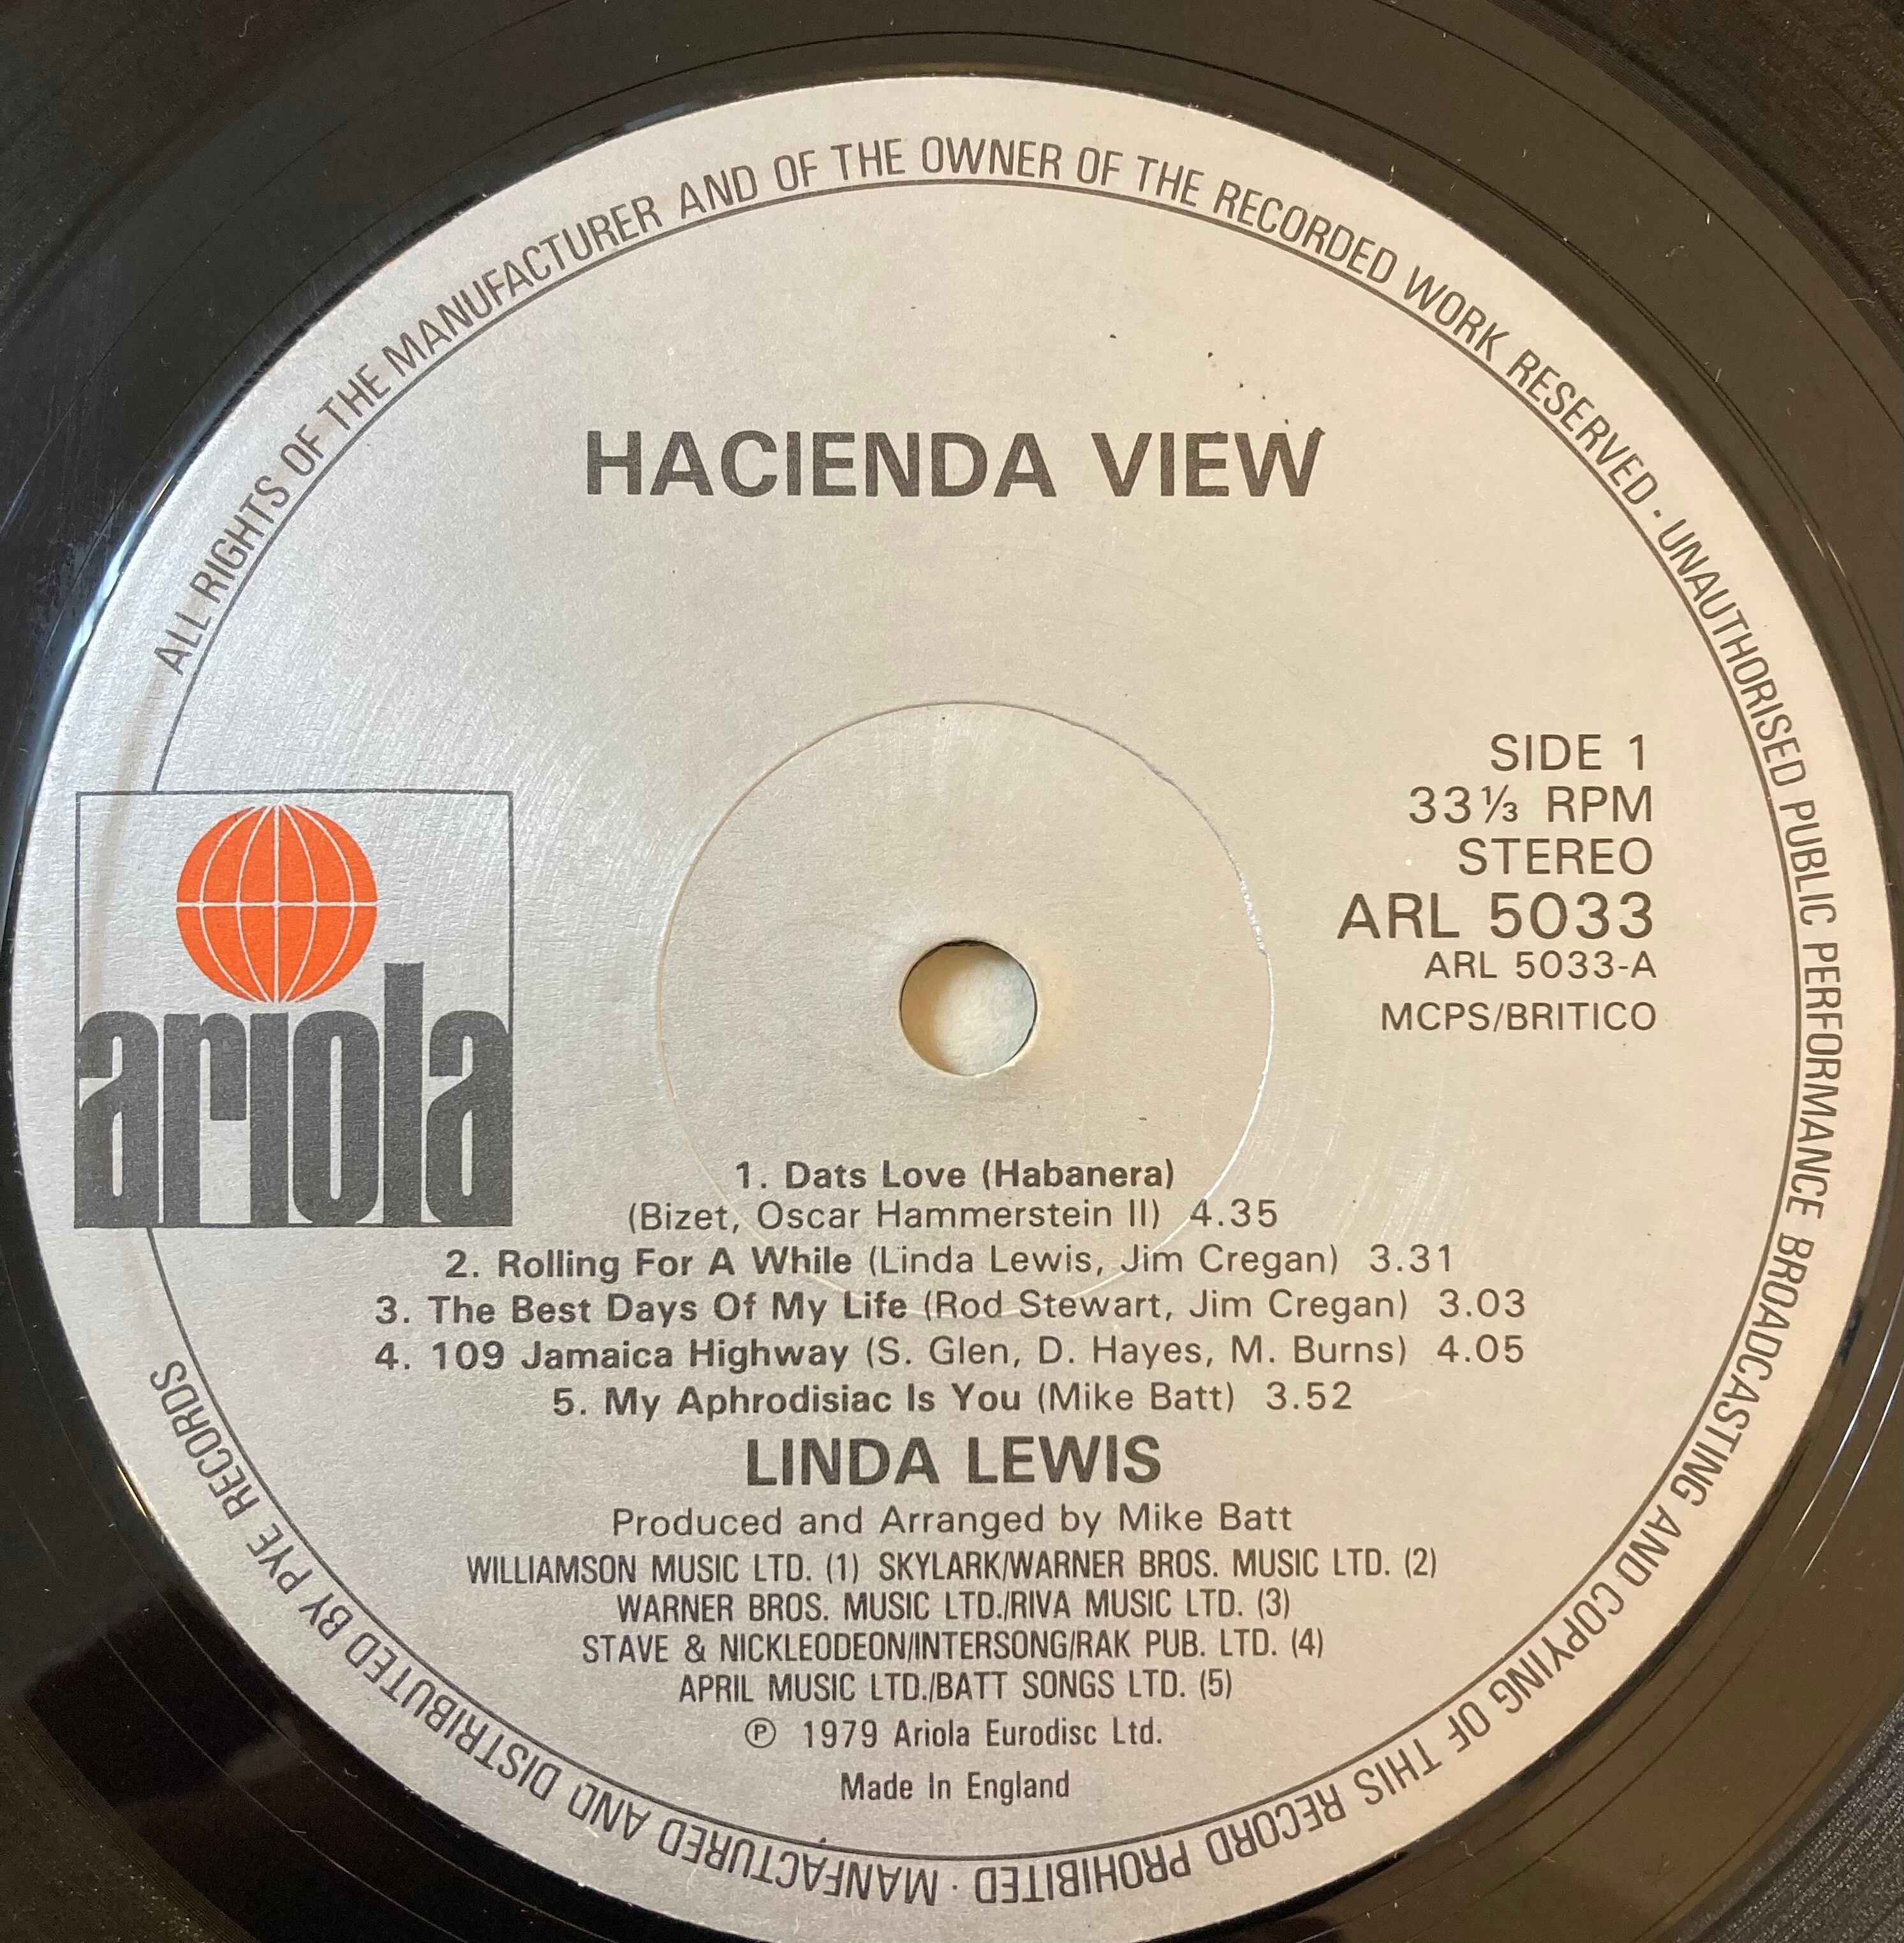 ALL RIGHTS OF THE MANUFACTURER AND OF THE OWNER OF THE RECORDED WORK RESERVED · UNAUTHORISED PUBLIC PERFORMANCE BROADCASTING AND COPYING OF THIS RECORD PROHIBITED · MANFACTURED AND DISTRIBUTED BY PYE RECORDS
HACIENDA VIEW
SIDE 1
33⅓ RPM
STEREO
ARL 5033
ARL 5033-A
MCPS/BRITICO
ariola
1. Dats Love (Habanera)
(Bizet, Oscar Hammerstein II) 4.35
2. Rolling For A While (Linda Lewis, Jim Cregan) 3.31
3. The Best Days Of My Life (Rod Stewart, Jim Cregan) 3.03
4. 109 Jamaica Highway (S. Glen, D. Hayes, M. Burns) 4.05
5. My Aphrodisiac Is You (Mike Batt) 3.52
LINDA LEWIS
Produced and Arranged by Mike Batt
WILLIAMSON MUSIC LTD. (1) SKYLARK/WARNER BROS. MUSIC LTD. (2)
WARNER BROS. MUSIC LTD./RIVA MUSIC LTD. (3)
STAVE & NICKLEODEON/INTERSONG/RAK PUB. LTD. (4)
APRIL MUSIC LTD./BATT SONGS LTD. (5)
℗ 1979 Ariola Eurodisc Ltd.
Made In England